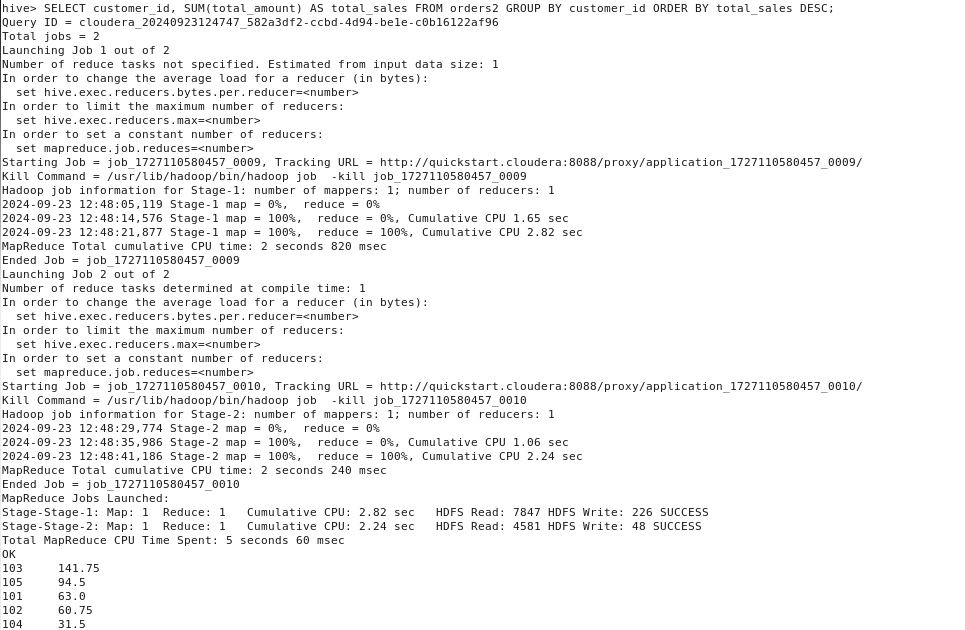 hive> SELECT customer_id, SUM(total_amount) AS total_sales FROM orders2 GROUP BY customer_id ORDER BY total_sales DESC;
Query ID = cloudera_20240923124747_582a3df2-ccbd-4d94-be1e-c0b16122af96
Total jobs = 2
Launching Job 1 out of 2
Number of reduce tasks not specified. Estimated from input data size: 1
In order to change the average load for a reducer (in bytes):
  set hive.exec.reducers.bytes.per.reducer=<number>
In order to limit the maximum number of reducers:
  set hive.exec.reducers.max=<number>
In order to set a constant number of reducers:
  set mapreduce.job.reduces=<number>
Starting Job = job_1727110580457_0009, Tracking URL = http://quickstart.cloudera:8088/proxy/application_1727110580457_0009/
Kill Command = /usr/lib/hadoop/bin/hadoop job  -kill job_1727110580457_0009
Hadoop job information for Stage-1: number of mappers: 1; number of reducers: 1
2024-09-23 12:48:05,119 Stage-1 map = 0%,  reduce = 0%
2024-09-23 12:48:14,576 Stage-1 map = 100%,  reduce = 0%, Cumulative CPU 1.65 sec
2024-09-23 12:48:21,877 Stage-1 map = 100%,  reduce = 100%, Cumulative CPU 2.82 sec
MapReduce Total cumulative CPU time: 2 seconds 820 msec
Ended Job = job_1727110580457_0009
Launching Job 2 out of 2
Number of reduce tasks determined at compile time: 1
In order to change the average load for a reducer (in bytes):
  set hive.exec.reducers.bytes.per.reducer=<number>
In order to limit the maximum number of reducers:
  set hive.exec.reducers.max=<number>
In order to set a constant number of reducers:
  set mapreduce.job.reduces=<number>
Starting Job = job_1727110580457_0010, Tracking URL = http://quickstart.cloudera:8088/proxy/application_1727110580457_0010/
Kill Command = /usr/lib/hadoop/bin/hadoop job  -kill job_1727110580457_0010
Hadoop job information for Stage-2: number of mappers: 1; number of reducers: 1
2024-09-23 12:48:29,774 Stage-2 map = 0%,  reduce = 0%
2024-09-23 12:48:35,986 Stage-2 map = 100%,  reduce = 0%, Cumulative CPU 1.06 sec
2024-09-23 12:48:41,186 Stage-2 map = 100%,  reduce = 100%, Cumulative CPU 2.24 sec
MapReduce Total cumulative CPU time: 2 seconds 240 msec
Ended Job = job_1727110580457_0010
MapReduce Jobs Launched:
Stage-Stage-1: Map: 1  Reduce: 1   Cumulative CPU: 2.82 sec   HDFS Read: 7847 HDFS Write: 226 SUCCESS
Stage-Stage-2: Map: 1  Reduce: 1   Cumulative CPU: 2.24 sec   HDFS Read: 4581 HDFS Write: 48 SUCCESS
Total MapReduce CPU Time Spent: 5 seconds 60 msec
OK
103     141.75
105     94.5
101     63.0
102     60.75
104     31.5